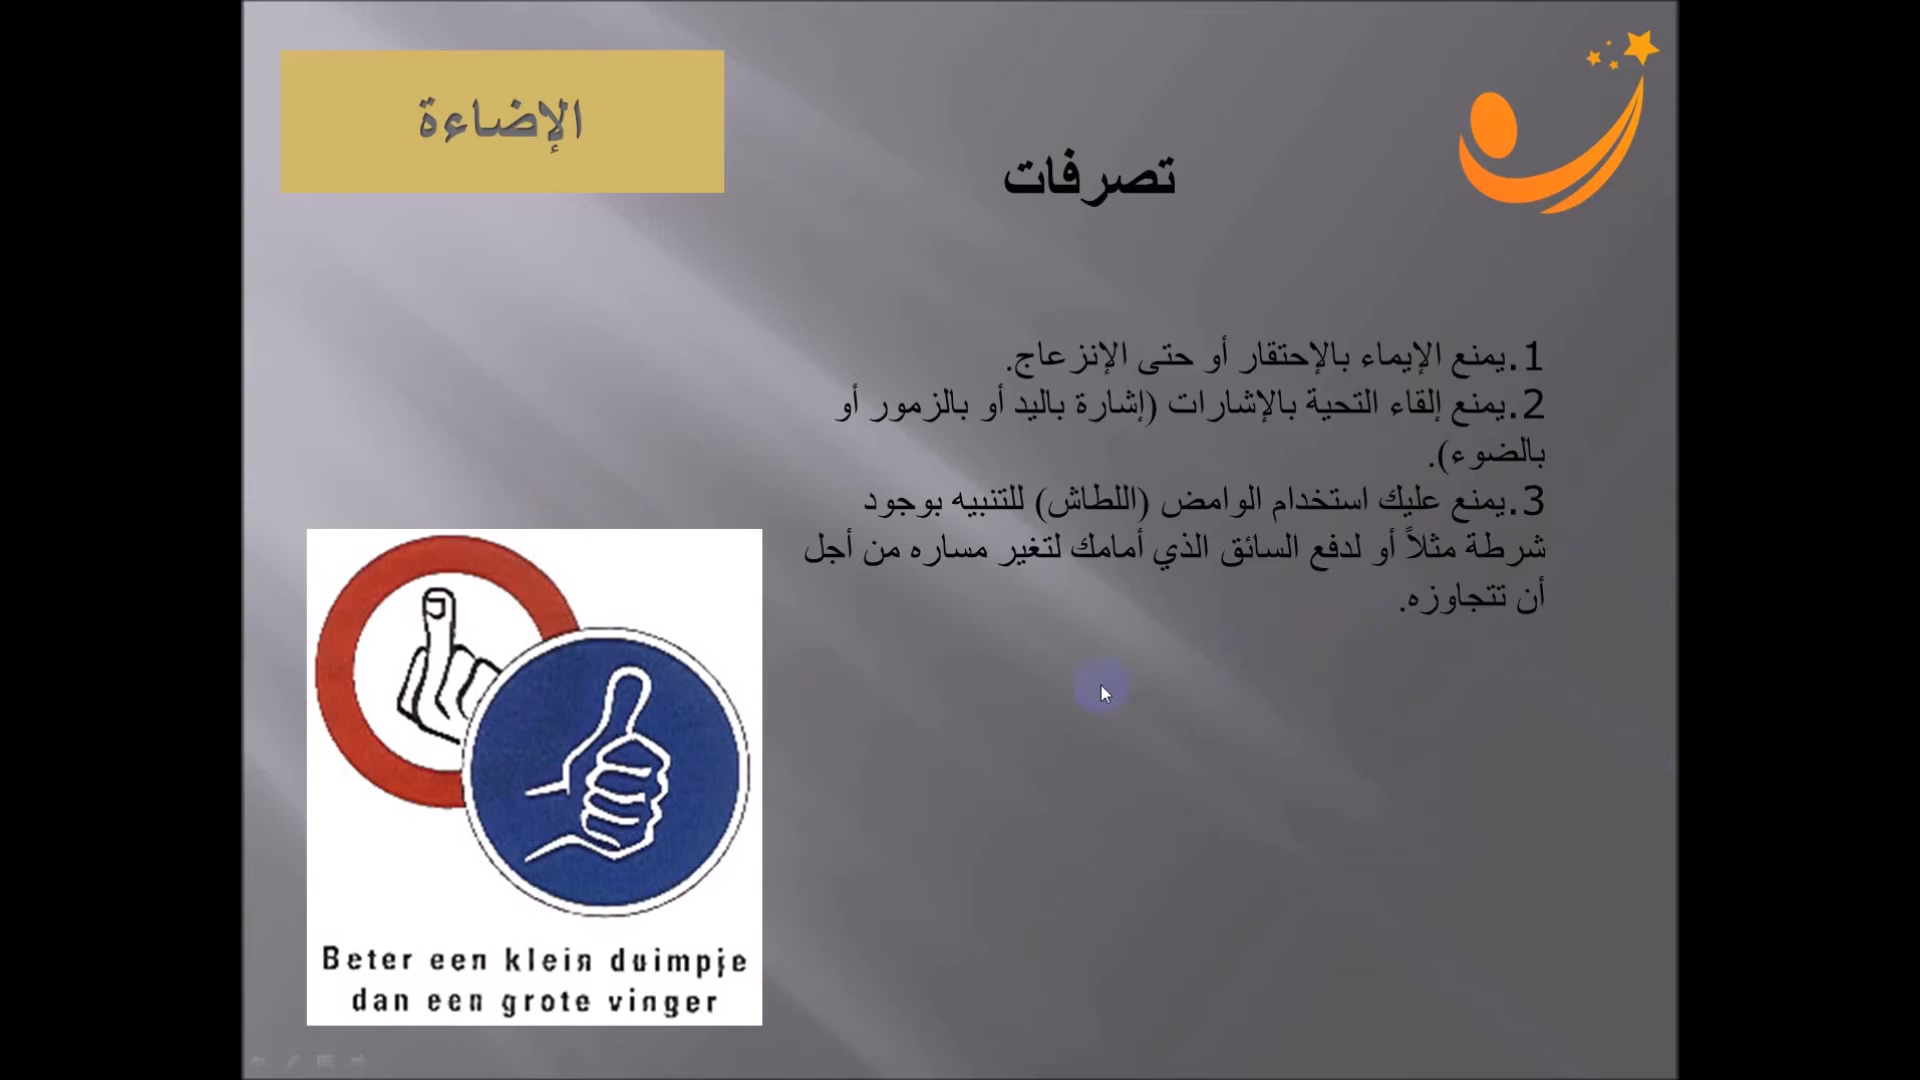 الإضاءة
تصرفات
1.يمنع الإيماء بالإحتقار أو حتى الإنزعاج.
2.يمنع إلقاء التحية بالإشارات (إشارة باليد أو بالزمور أو
بالضوء).
3.يمنع عليك استخدام الوامض (اللطاش) للتنبيه بوجود
شرطة مثلاً أو لدفع السائق الذي أمامك لتغير مساره من أجل
أن تتجاوزه.
Beter een klein duimpje
dan een grote vinger